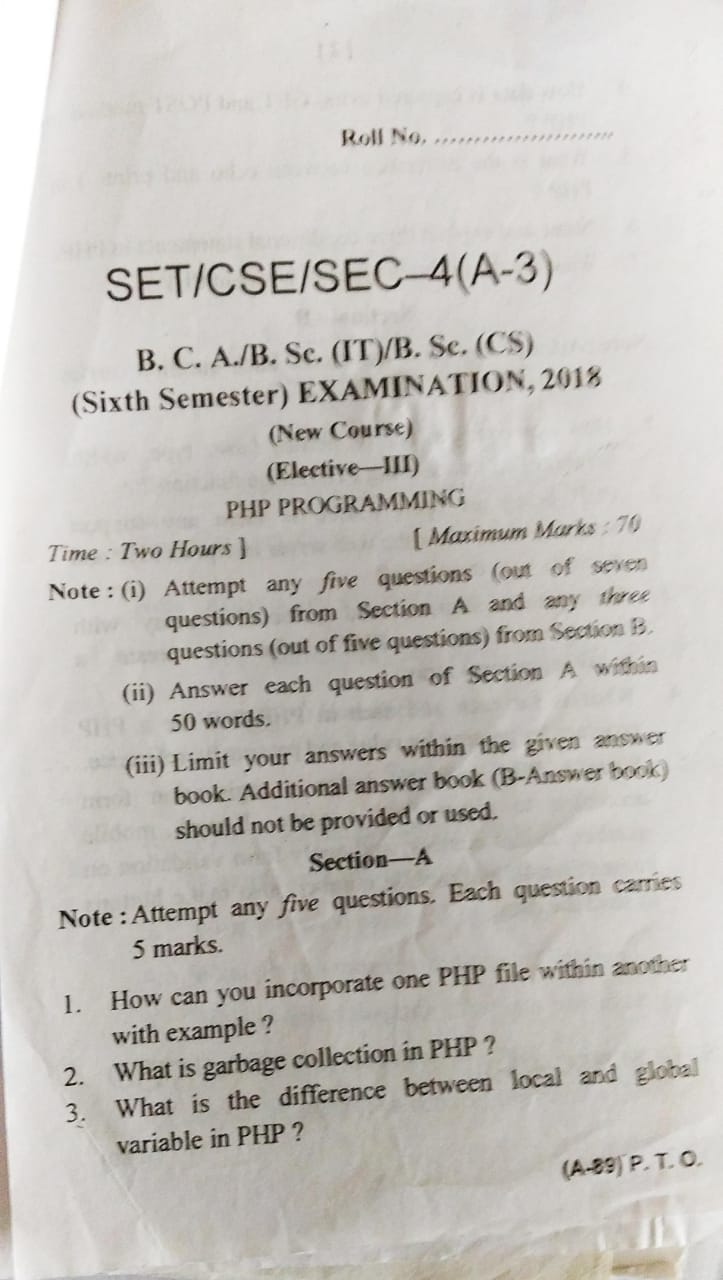 Roll No. ........................
SET/CSE/SEC–4(A-3)
B. C. A./B. Sc. (IT)/B. Sc. (CS)
(Sixth Semester) EXAMINATION, 2018
(New Course)
(Elective—III)
PHP PROGRAMMING
Time : Two Hours ] [ Maximum Marks : 70
Note : (i) Attempt any five questions (out of seven
questions) from Section A and any three
questions (out of five questions) from Section B.
(ii) Answer each question of Section A within
50 words.
(iii) Limit your answers within the given answer
book. Additional answer book (B-Answer book)
should not be provided or used.
Section—A
Note : Attempt any five questions. Each question carries
5 marks.
1. How can you incorporate one PHP file within another
with example ?
2. What is garbage collection in PHP ?
3. What is the difference between local and global
variable in PHP ?
(A-89) P. T. O.